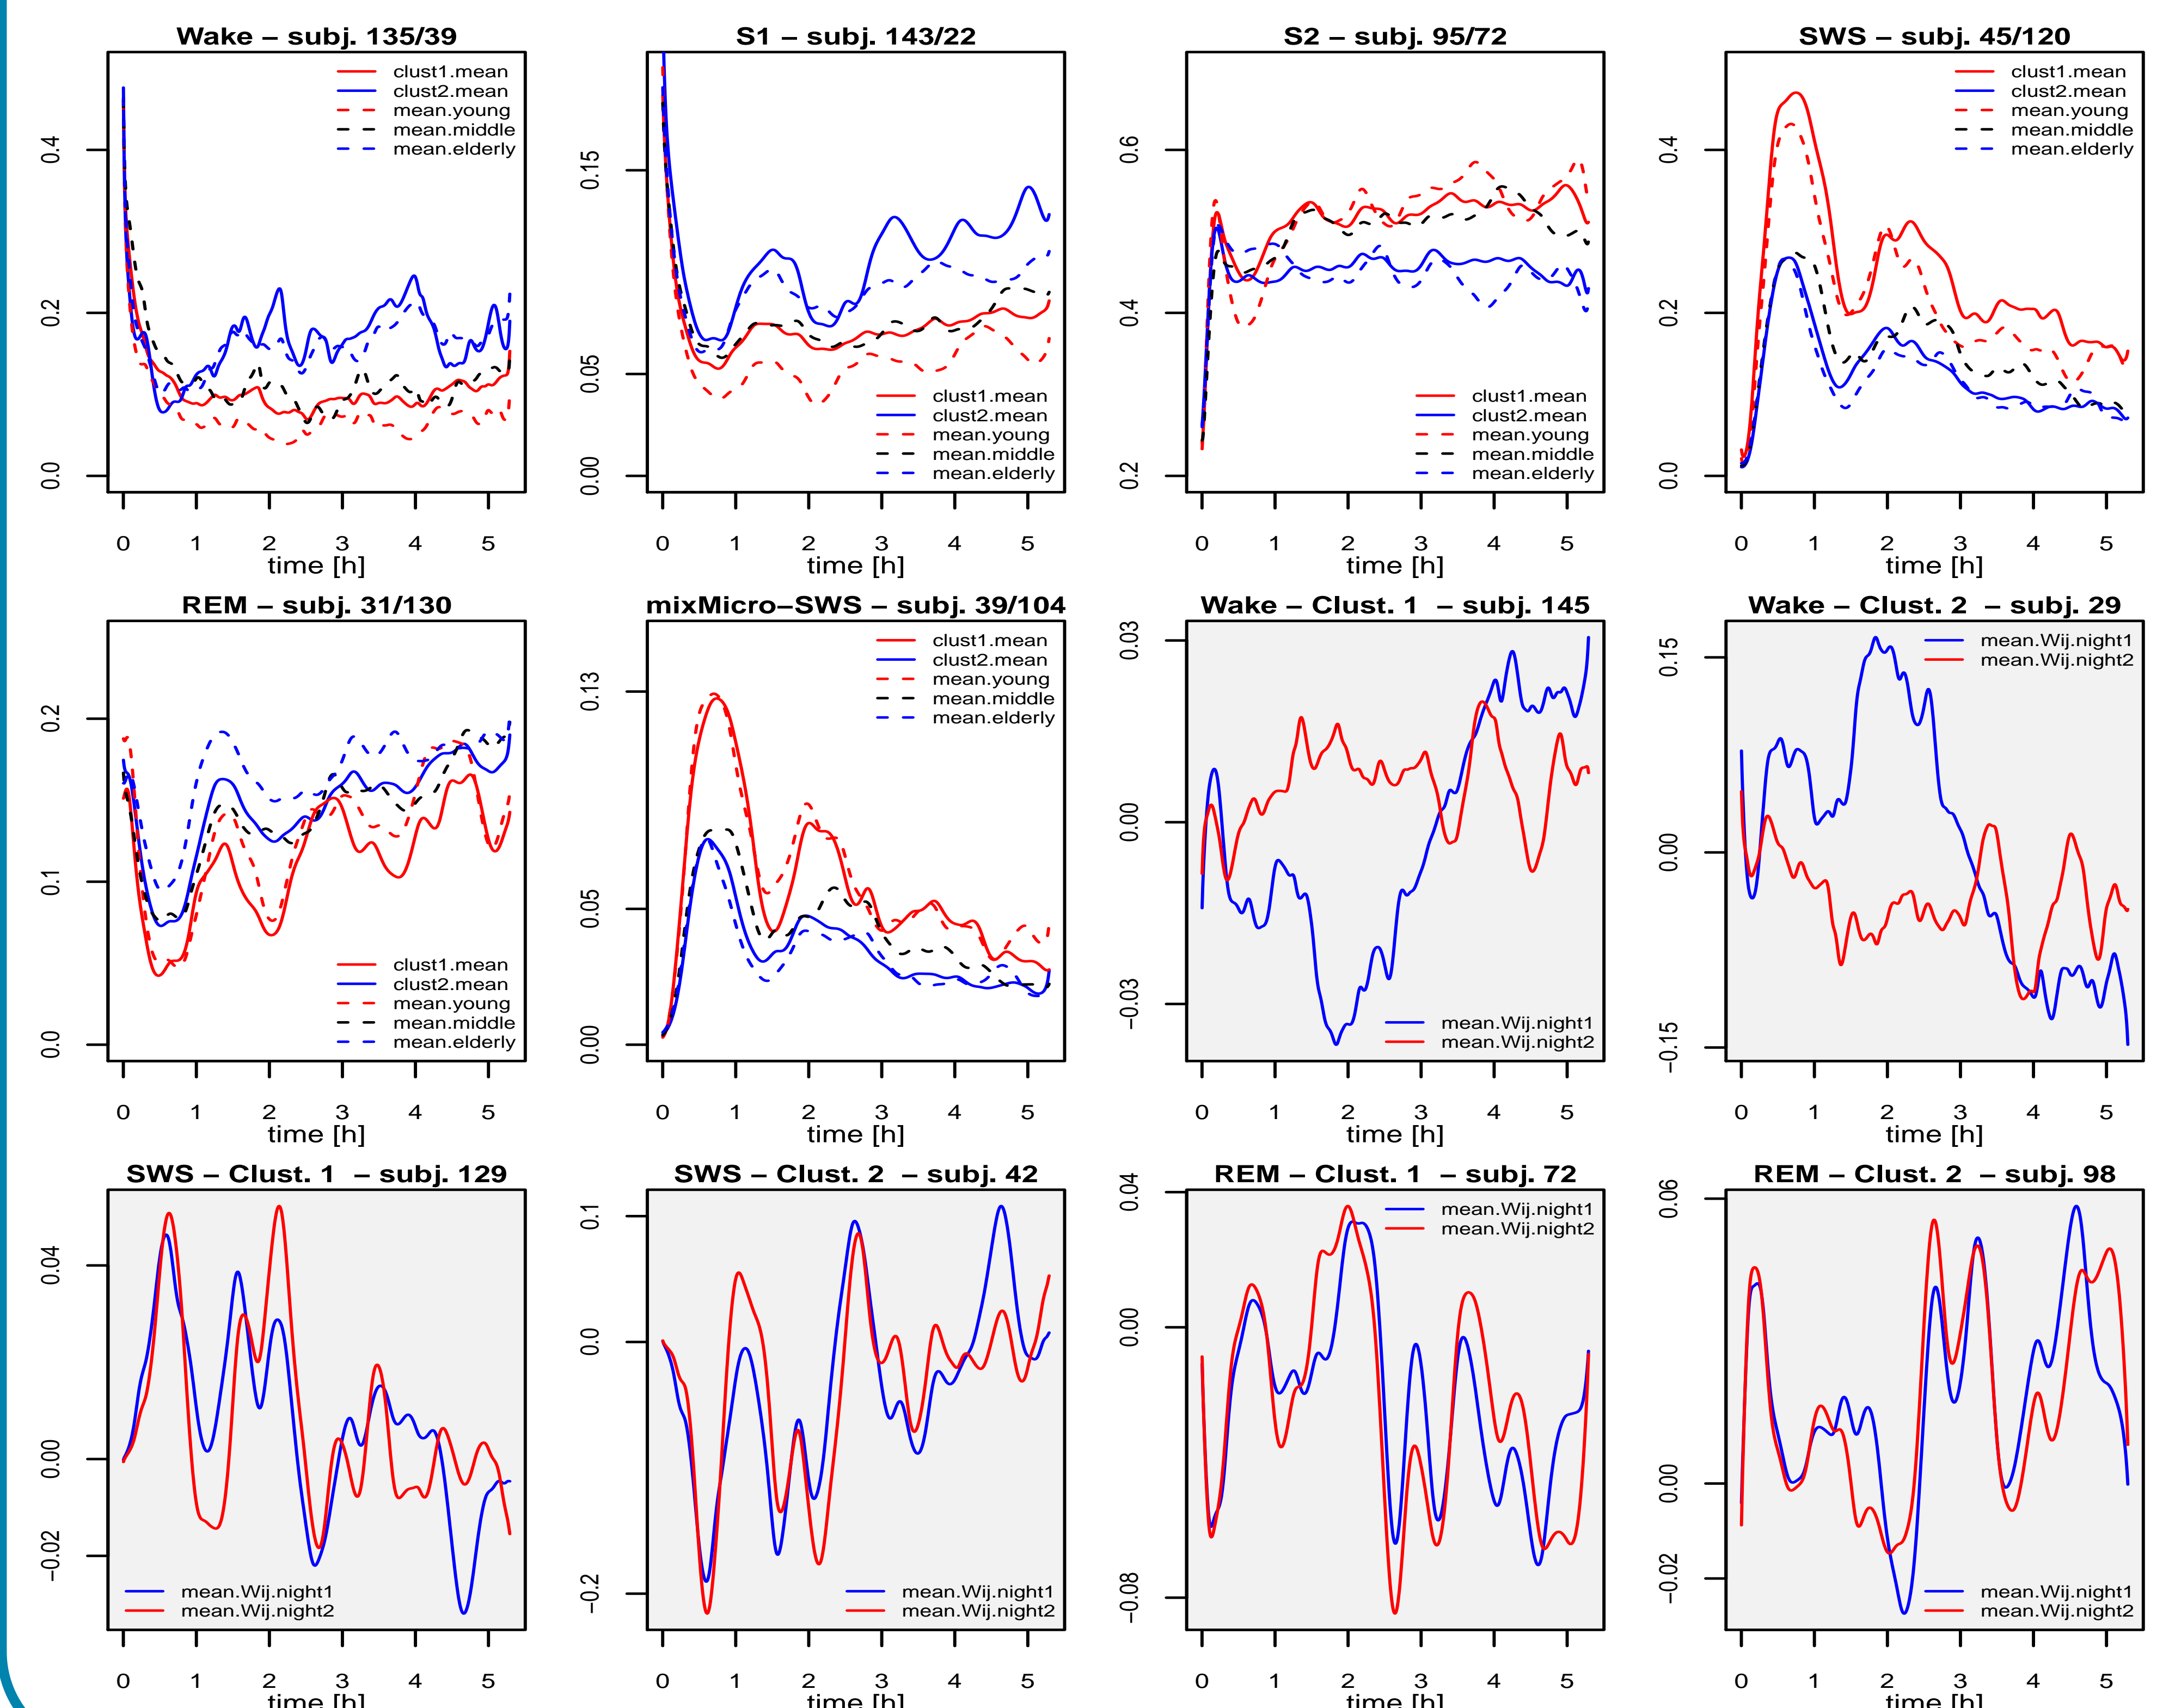 Wake – subj. 135/39
clust1.mean
clust2.mean
mean.young
mean.middle
mean.elderly
0.4
0.2
0.0
0 1 2 3 4 5
time [h]
S1 – subj. 143/22
0.15
0.05
0.00
clust1.mean
clust2.mean
mean.young
mean.middle
mean.elderly
0 1 2 3 4 5
time [h]
S2 – subj. 95/72
0.6
0.4
0.2
clust1.mean
clust2.mean
mean.young
mean.middle
mean.elderly
0 1 2 3 4 5
time [h]
SWS – subj. 45/120
clust1.mean
clust2.mean
mean.young
mean.middle
mean.elderly
0.4
0.2
0.0
0 1 2 3 4 5
time [h]
REM – subj. 31/130
0.2
0.1
0.0
clust1.mean
clust2.mean
mean.young
mean.middle
mean.elderly
0 1 2 3 4 5
time [h]
mixMicro–SWS – subj. 39/104
clust1.mean
clust2.mean
mean.young
mean.middle
mean.elderly
0.13
0.05
0.00
0 1 2 3 4 5
time [h]
Wake – Clust. 1 – subj. 145
0.03
0.00
−0.03
mean.Wij.night1
mean.Wij.night2
0 1 2 3 4 5
time [h]
Wake – Clust. 2 – subj. 29
mean.Wij.night1
mean.Wij.night2
0.15
0.00
−0.15
0 1 2 3 4 5
time [h]
SWS – Clust. 1 – subj. 129
0.04
0.00
−0.02
mean.Wij.night1
mean.Wij.night2
0 1 2 3 4 5
time [h]
SWS – Clust. 2 – subj. 42
0.1
0.0
−0.2
mean.Wij.night1
mean.Wij.night2
0 1 2 3 4 5
time [h]
REM – Clust. 1 – subj. 72
mean.Wij.night1
mean.Wij.night2
0.04
0.00
−0.08
0 1 2 3 4 5
time [h]
REM – Clust. 2 – subj. 98
0.06
0.00
−0.02
mean.Wij.night1
mean.Wij.night2
0 1 2 3 4 5
time [h]